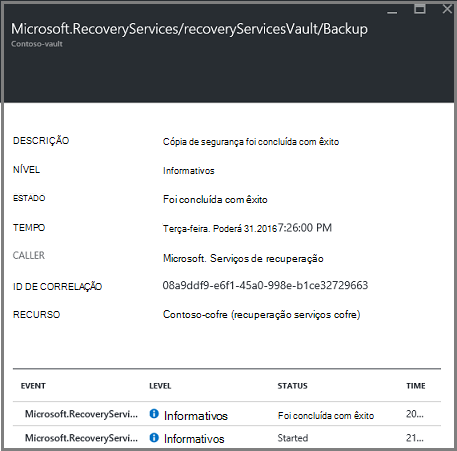 Microsoft.RecoveryServices/recoveryServicesVault/Backup
Contoso-vault
DESCRIÇÃO Cópia de segurança foi concluída com êxito
NÍVEL Informativos
ESTADO Foi concluída com êxito
TEMPO Terça-feira. Poderá 31.2016 7:26:00 PM
CALLER Microsoft. Serviços de recuperação
ID DE CORRELAÇÃO 08a9ddf9-e6f1-45a0-998e-b1ce32729663
RECURSO Contoso-cofre (recuperação serviços cofre)
EVENT LEVEL STATUS TIME
Microsoft.RecoveryServi... Informativos Foi concluída com êxito 20...
Microsoft.RecoveryServi... Informativos Started 21...